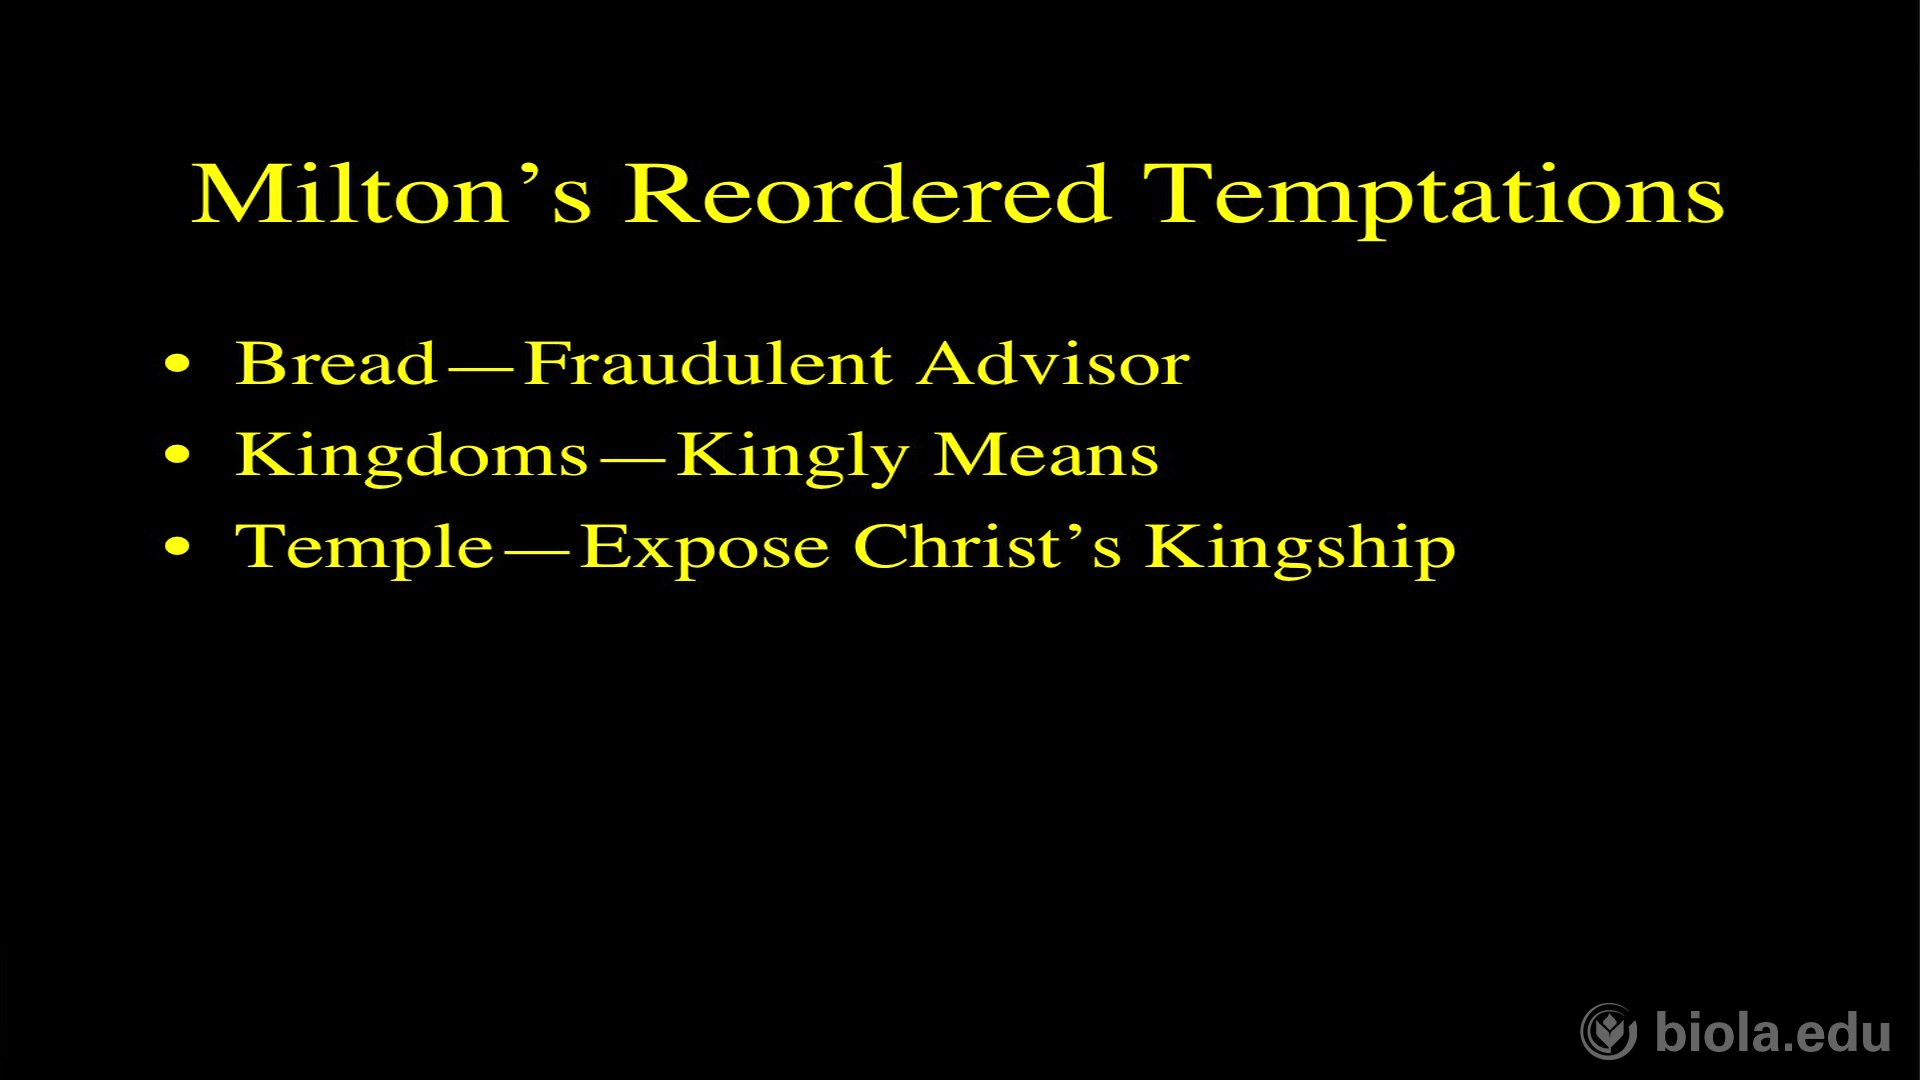 Milton’s Reordered Temptations
• Bread—Fraudulent Advisor
• Kingdoms—Kingly Means
• Temple—Expose Christ’s Kingship
biola.edu